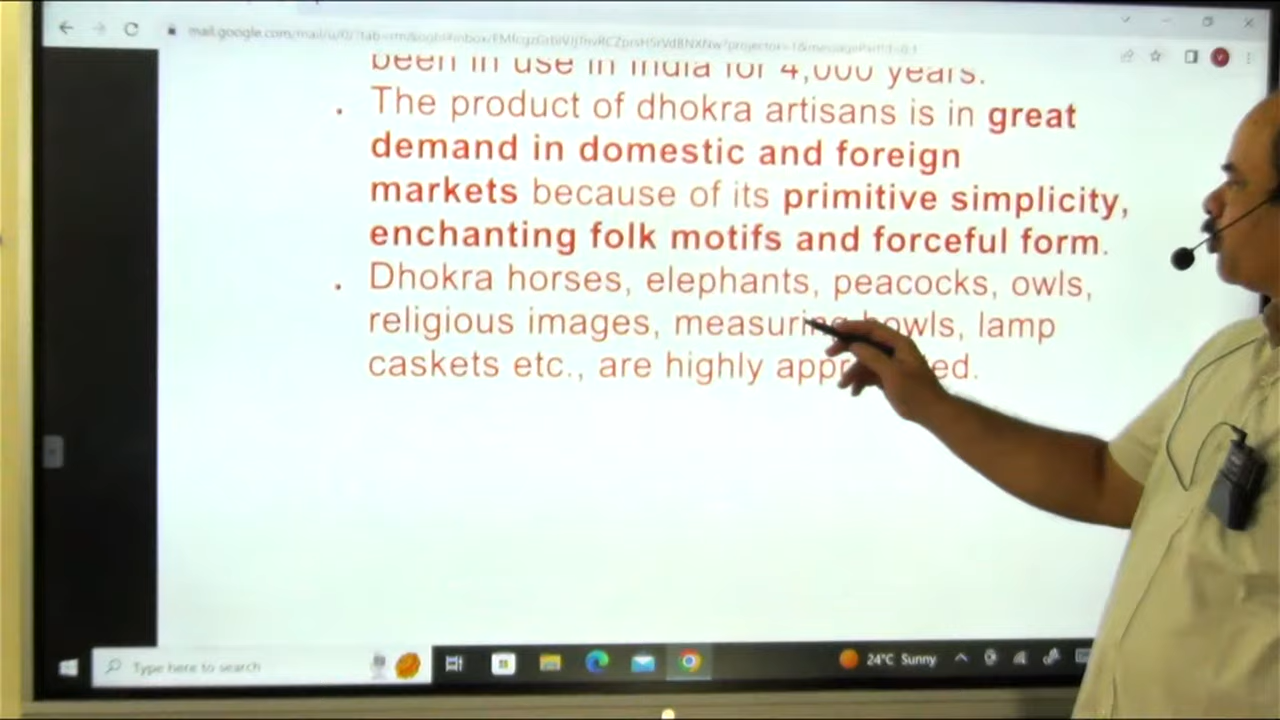 been in use in India for 4,000 years.
. The product of dhokra artisans is in great
demand in domestic and foreign
markets because of its primitive simplicity,
enchanting folk motifs and forceful form.
. Dhokra horses, elephants, peacocks, owls,
religious images, measuring bowls, lamp
caskets etc., are highly
Type here to search
24°C Sunny